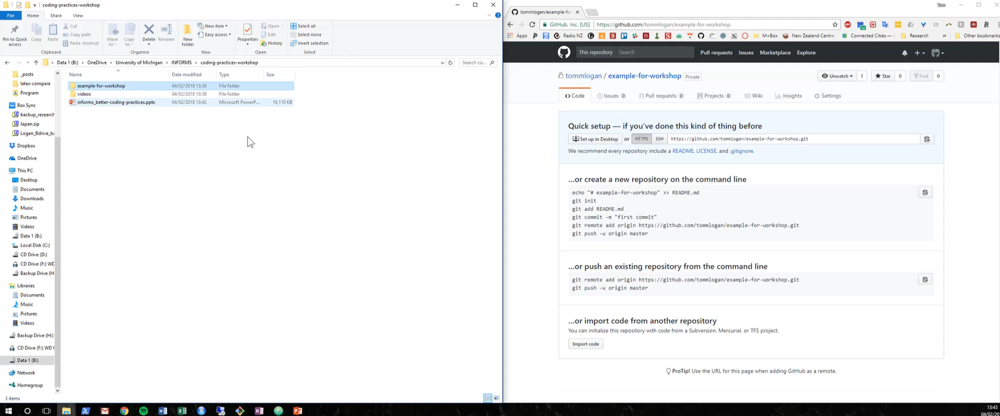 coding-practices-workshop
File Home Share View
Pin to Quick access
Copy
Paste
Cut
Copy path
Paste shortcut
Clipboard
Move to
Copy to
Delete
Rename
Organise
New folder
New item
Easy access
New
Properties
Open
Edit
History
Open
Select all
Select none
Invert selection
Select
Data 1 (B:) > OneDrive > University of Michigan > INFORMS > coding-practices-workshop
Search co...
Name Date modified Type Size
example-for-workshop 04/02/2018 13:38 File folder
videos 04/02/2018 13:38 File folder
informs_better-coding-practices.pptx 04/02/2018 13:42 Microsoft PowerP... 16,110 KB
_posts
latex-compare
Program
Box Sync
backup_research
Japan.zip
Logan_Bdrive_ba
Dropbox
OneDrive
This PC
Desktop
Documents
Downloads
Music
Pictures
Videos
Data 1 (B:)
Local Disk (C:)
CD Drive (D:)
CD Drive (F:) WD
Backup Drive (H
Libraries
Documents
Music
Pictures
Videos
Backup Drive (H:)
CD Drive (F:) WD
Data 1 (B:)
Network
Homegroup
3 items
tommlogan/example-fo
Tom
GitHub, Inc. [US] https://github.com/tommlogan/example-for-workshop
Apps Radio NZ M+Box New Zealand Centre Connected Cities — Research » Other bookmarks
This repository Search Pull requests Issues Marketplace Explore
tommlogan / example-for-workshop Private
Unwatch 1 Star 0 Fork 0
Code Issues 0 Pull requests 0 Projects 0 Wiki Insights Settings
Quick setup — if you've done this kind of thing before
Set up in Desktop or HTTPS SSH https://github.com/tommlogan/example-for-workshop.git
We recommend every repository include a README, LICENSE, and .gitignore.
…or create a new repository on the command line
echo "# example-for-workshop" >> README.md
git init
git add README.md
git commit -m "first commit"
git remote add origin https://github.com/tommlogan/example-for-workshop.git
git push -u origin master
…or push an existing repository from the command line
git remote add origin https://github.com/tommlogan/example-for-workshop.git
git push -u origin master
…or import code from another repository
You can initialize this repository with code from a Subversion, Mercurial, or TFS project.
Import code
ProTip! Use the URL for this page when adding GitHub as a remote.
13:43
04/02/20